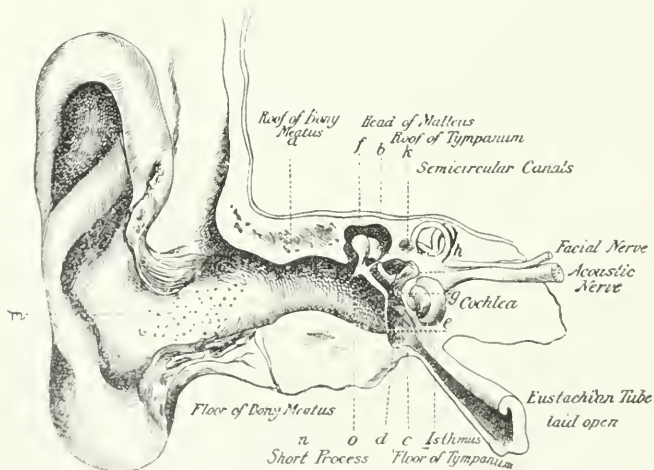 Roof of Bony Meatus
a
Head of Malleus
Roof of Tympanum
f b k
Semicircular Canals
h
Facial Nerve
Acoustic Nerve
g Cochlea
m
e
Eustachian Tube
laid open
Floor of Bony Meatus
n o d c Isthmus
Short Process Floor of Tympanum